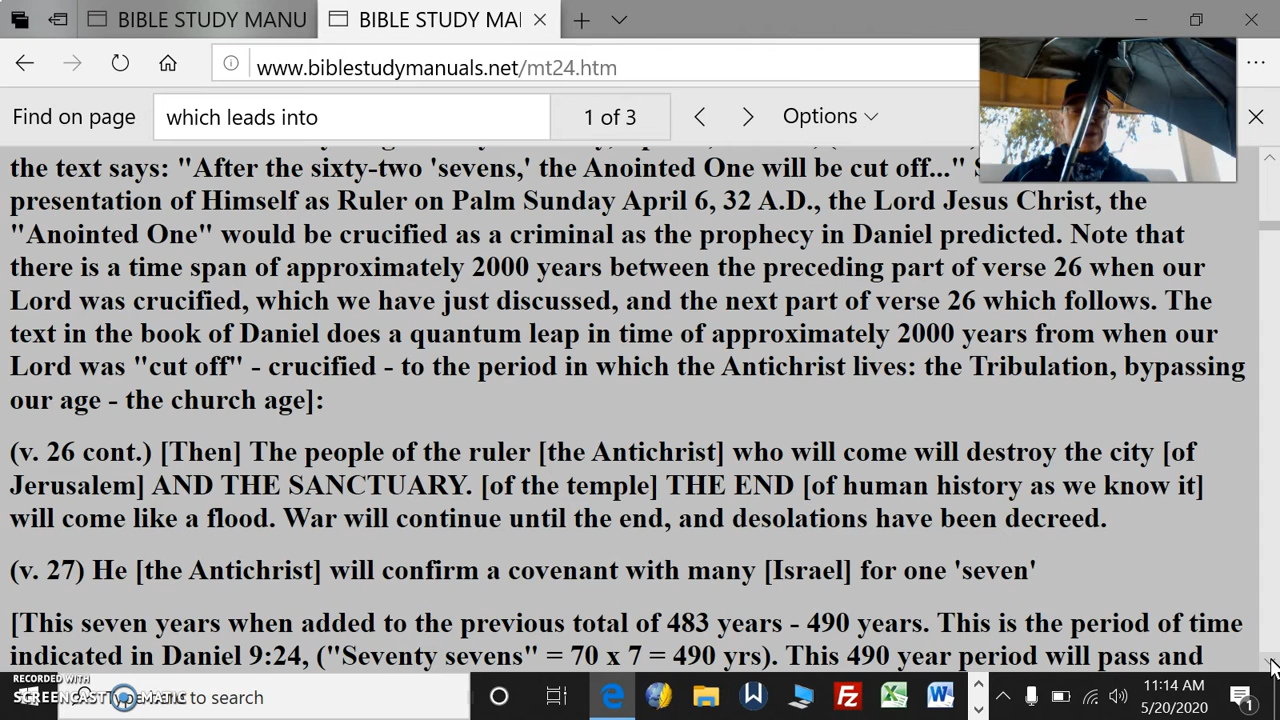 BIBLE STUDY MANU
BIBLE STUDY MAI
www.biblestudymanuals.net/mt24.htm
Find on page
which leads into
1 of 3
Options
the text says: "After the sixty-two 'sevens,' the Anointed One will be cut off..."
presentation of Himself as Ruler on Palm Sunday April 6, 32 A.D., the Lord Jesus Christ, the
"Anointed One" would be crucified as a criminal as the prophecy in Daniel predicted. Note that
there is a time span of approximately 2000 years between the preceding part of verse 26 when our
Lord was crucified, which we have just discussed, and the next part of verse 26 which follows. The
text in the book of Daniel does a quantum leap in time of approximately 2000 years from when our
Lord was "cut off" - crucified - to the period in which the Antichrist lives: the Tribulation, bypassing
our age - the church age]:
(v. 26 cont.) [Then] The people of the ruler [the Antichrist] who will come will destroy the city [of
Jerusalem] AND THE SANCTUARY. [of the temple] THE END [of human history as we know it]
will come like a flood. War will continue until the end, and desolations have been decreed.
(v. 27) He [the Antichrist] will confirm a covenant with many [Israel] for one 'seven'
[This seven years when added to the previous total of 483 years - 490 years. This is the period of time
indicated in Daniel 9:24, ("Seventy sevens" = 70 x 7 = 490 yrs). This 490 year period will pass and
RECORDED WITH
SCREENCAST MATIC
Type here to search
11:14 AM
5/20/2020
1